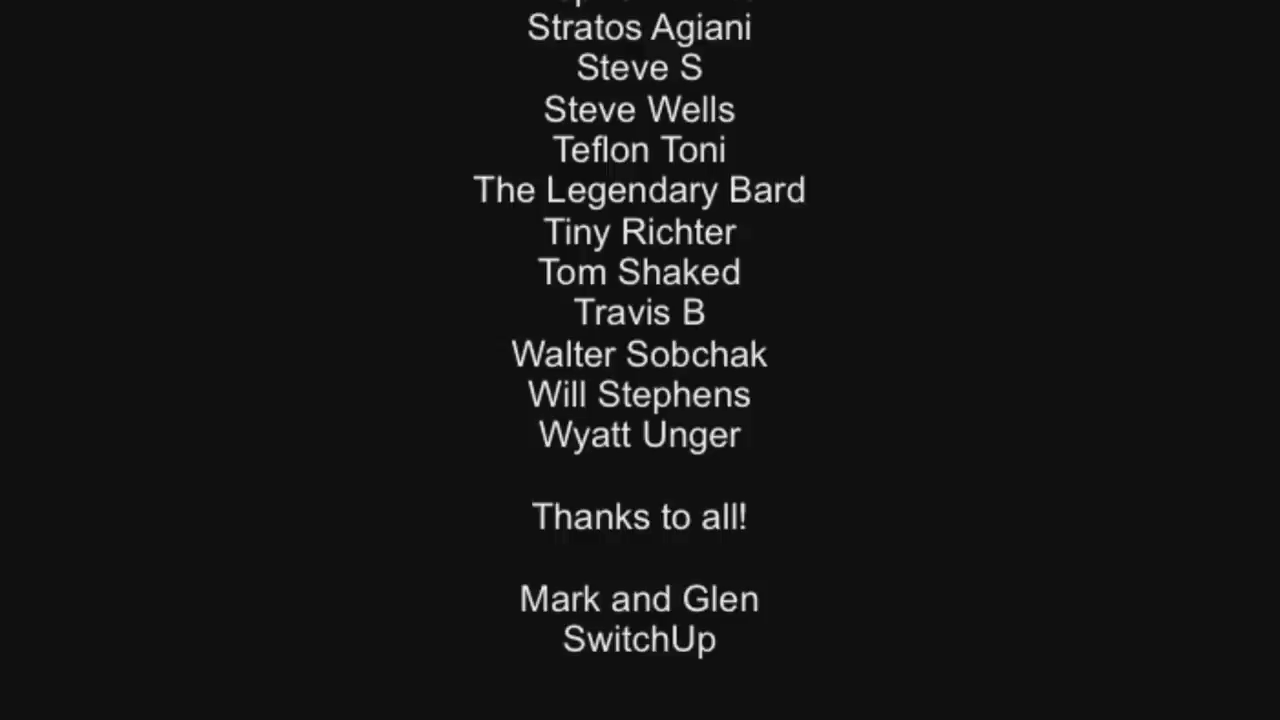 Stratos Agiani
Steve S
Steve Wells
Teflon Toni
The Legendary Bard
Tiny Richter
Tom Shaked
Travis B
Walter Sobchak
Will Stephens
Wyatt Unger
Thanks to all!
Mark and Glen
SwitchUp